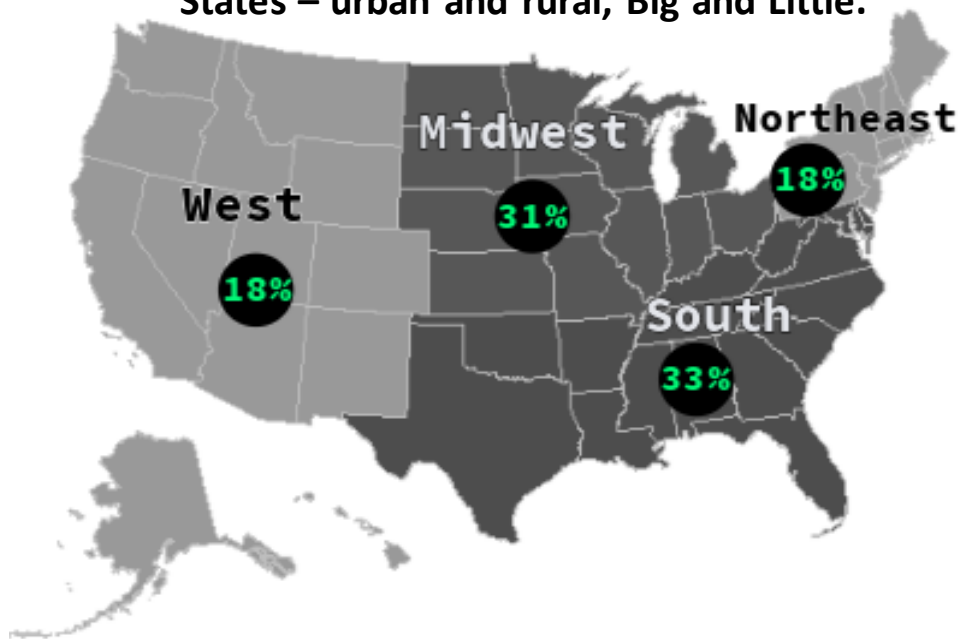 States – urban and rural, Big and Little.
Northeast
Midwest
18%
West
31%
18%
South
33%